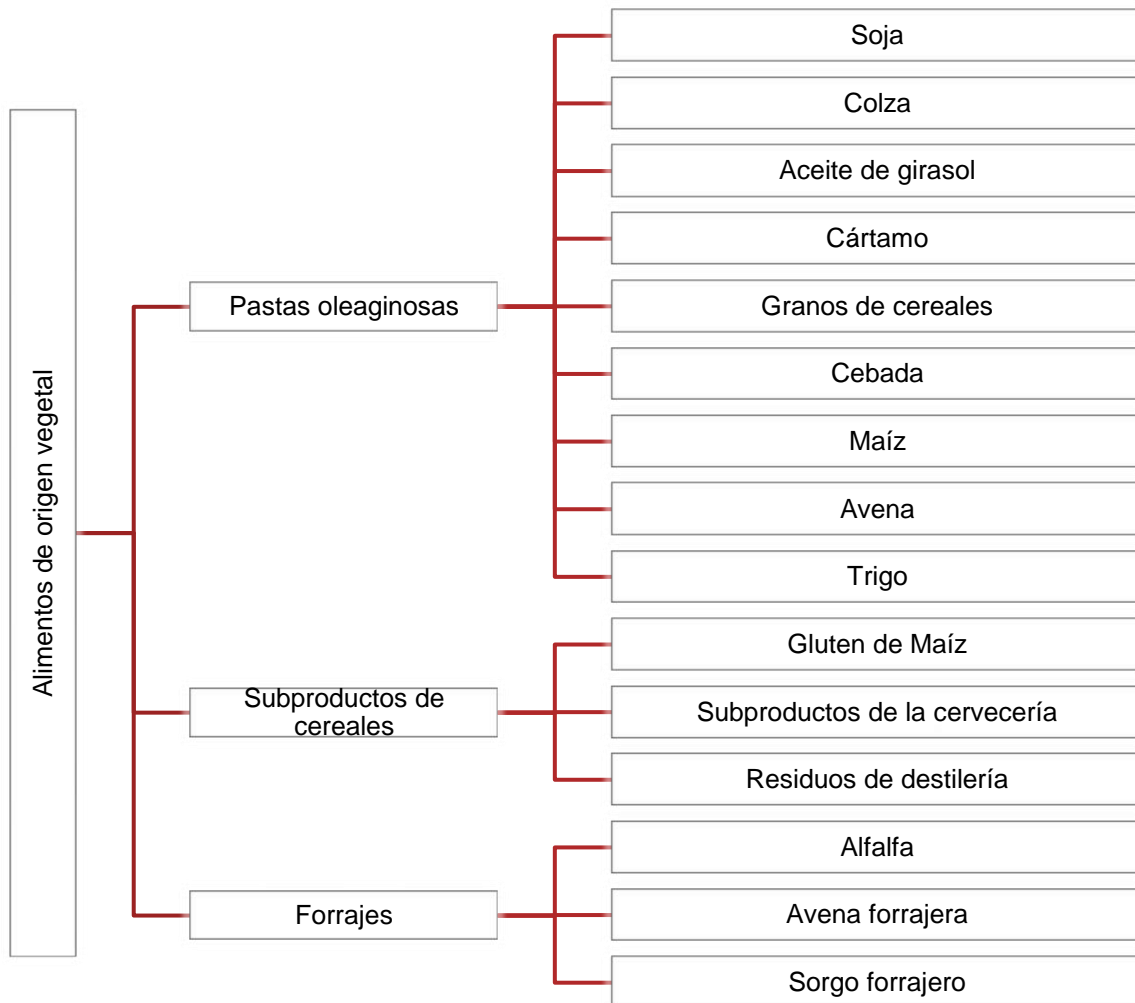 Alimentos de origen vegetal
Pastas oleaginosas
Soja
Colza
Aceite de girasol
Cártamo
Granos de cereales
Cebada
Maíz
Avena
Trigo
Subproductos de
cereales
Gluten de Maíz
Subproductos de la cervecería
Residuos de destilería
Forrajes
Alfalfa
Avena forrajera
Sorgo forrajero